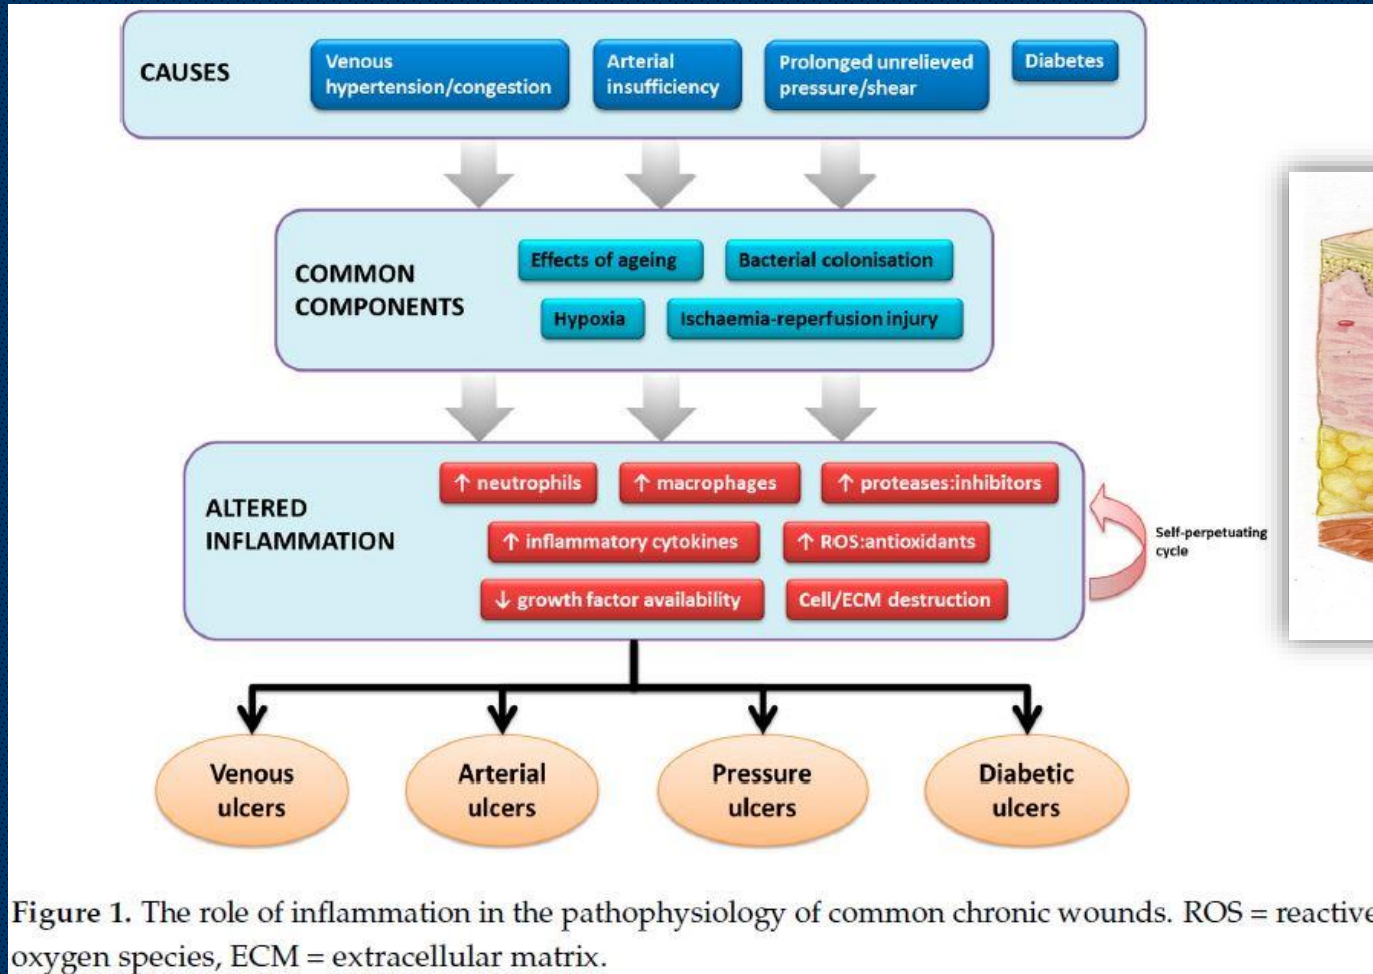 CAUSES
Venous
hypertension/congestion
Arterial
insufficiency
Prolonged unrelieved
pressure/shear
Diabetes
COMMON
COMPONENTS
Effects of ageing
Bacterial colonisation
Hypoxia
Ischaemia-reperfusion injury
ALTERED
INFLAMMATION
↑ neutrophils
↑ macrophages
↑ proteases:inhibitors
↑ inflammatory cytokines
↑ ROS:antioxidants
↓ growth factor availability
Cell/ECM destruction
Self-perpetuating
cycle
Venous
ulcers
Arterial
ulcers
Pressure
ulcers
Diabetic
ulcers
Figure 1. The role of inflammation in the pathophysiology of common chronic wounds. ROS = reactive
oxygen species, ECM = extracellular matrix.